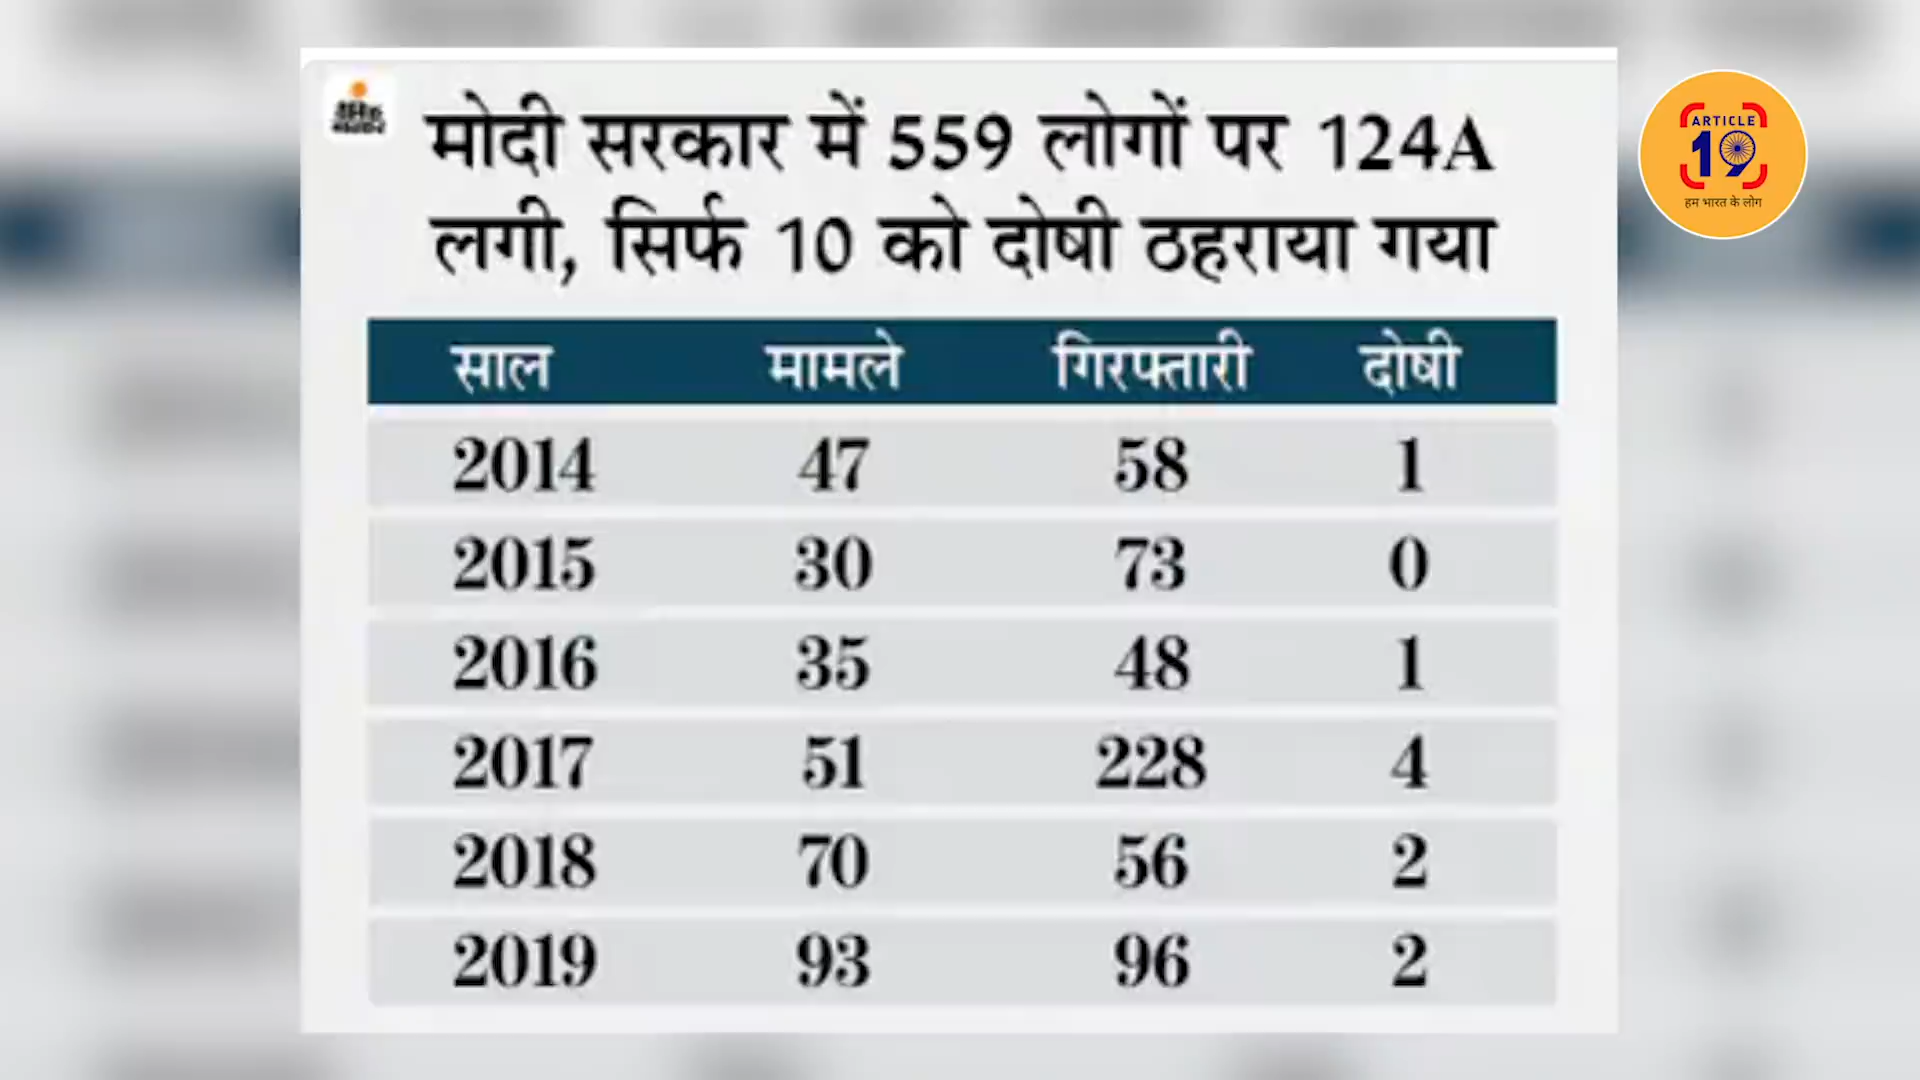 दैनिक
भास्कर
मोदी सरकार में 559 लोगों पर 124A
लगी, सिर्फ 10 को दोषी ठहराया गया
ARTICLE
19
हम भारत के लोग
साल मामले गिरफ्तारी दोषी
2014 47 58 1
2015 30 73 0
2016 35 48 1
2017 51 228 4
2018 70 56 2
2019 93 96 2